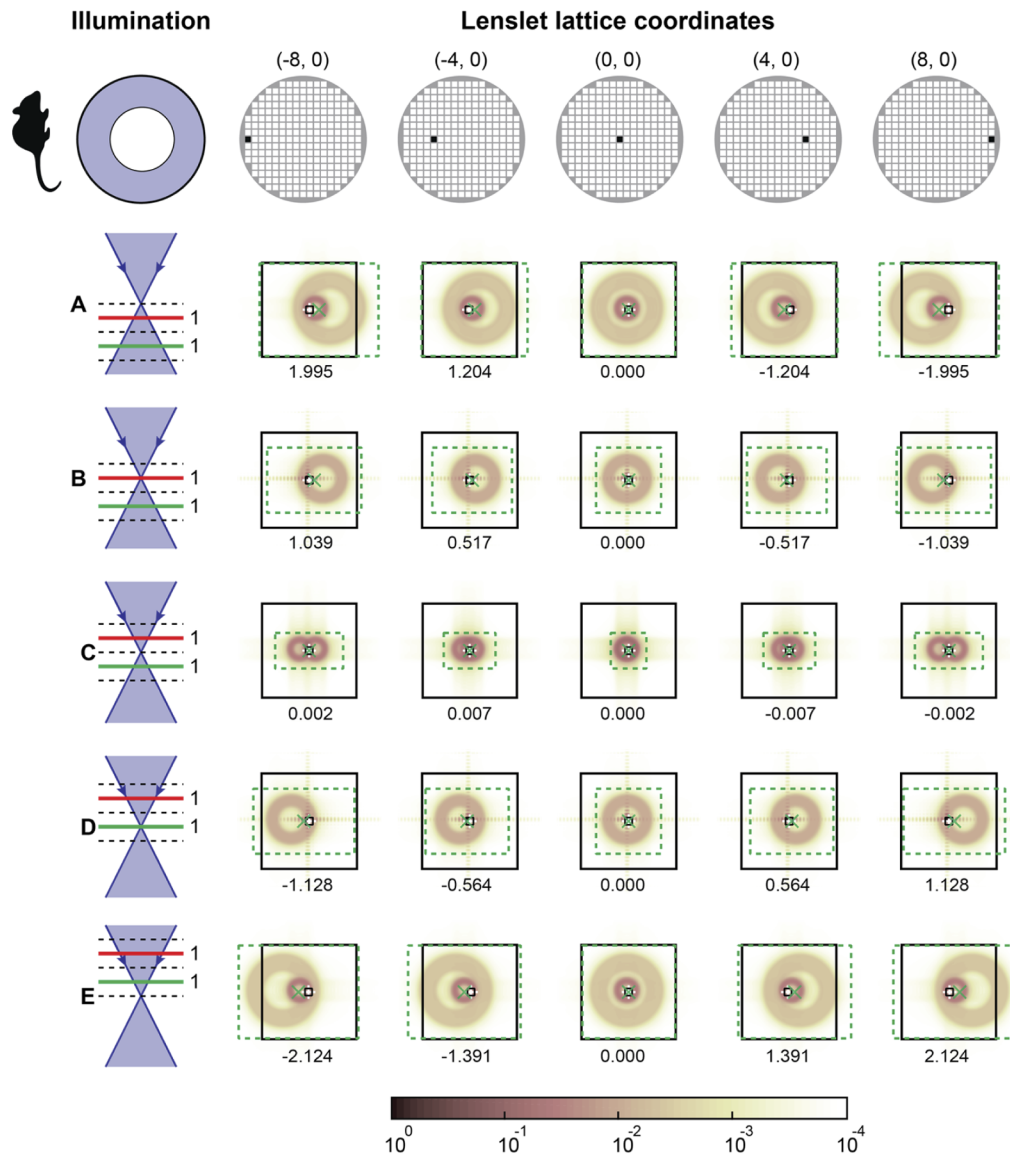 Illumination Lenslet lattice coordinates
(-8, 0) (-4, 0) (0, 0) (4, 0) (8, 0)
A 1 1
1.995 1.204 0.000 -1.204 -1.995
B 1 1
1.039 0.517 0.000 -0.517 -1.039
C 1 1
0.002 0.007 0.000 -0.007 -0.002
D 1 1
-1.128 -0.564 0.000 0.564 1.128
E 1 1
-2.124 -1.391 0.000 1.391 2.124
10⁰ 10⁻¹ 10⁻² 10⁻³ 10⁻⁴